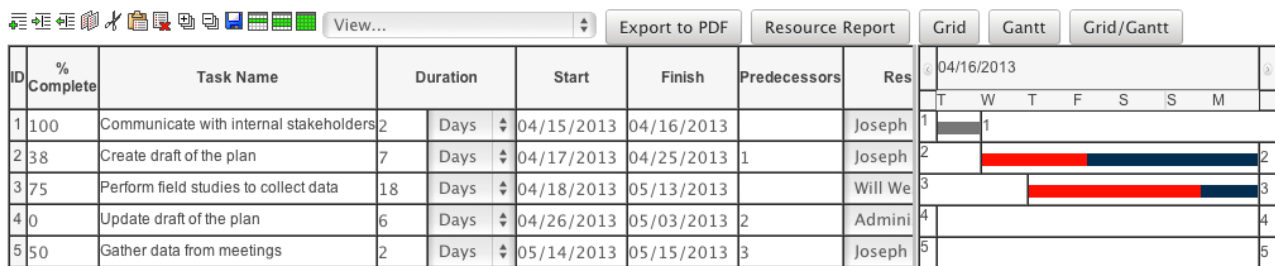 View... Export to PDF Resource Report Grid Gantt Grid/Gantt
ID % Complete Task Name Duration Start Finish Predecessors Res 04/16/2013
T W T F S S M
1 100 Communicate with internal stakeholders 2 Days 04/15/2013 04/16/2013 Joseph 1 1
2 38 Create draft of the plan 7 Days 04/17/2013 04/25/2013 1 Joseph 2 2
3 75 Perform field studies to collect data 18 Days 04/18/2013 05/13/2013 Will We 3 3
4 0 Update draft of the plan 6 Days 04/26/2013 05/03/2013 2 Admini 4 4
5 50 Gather data from meetings 2 Days 05/14/2013 05/15/2013 3 Joseph 5 5